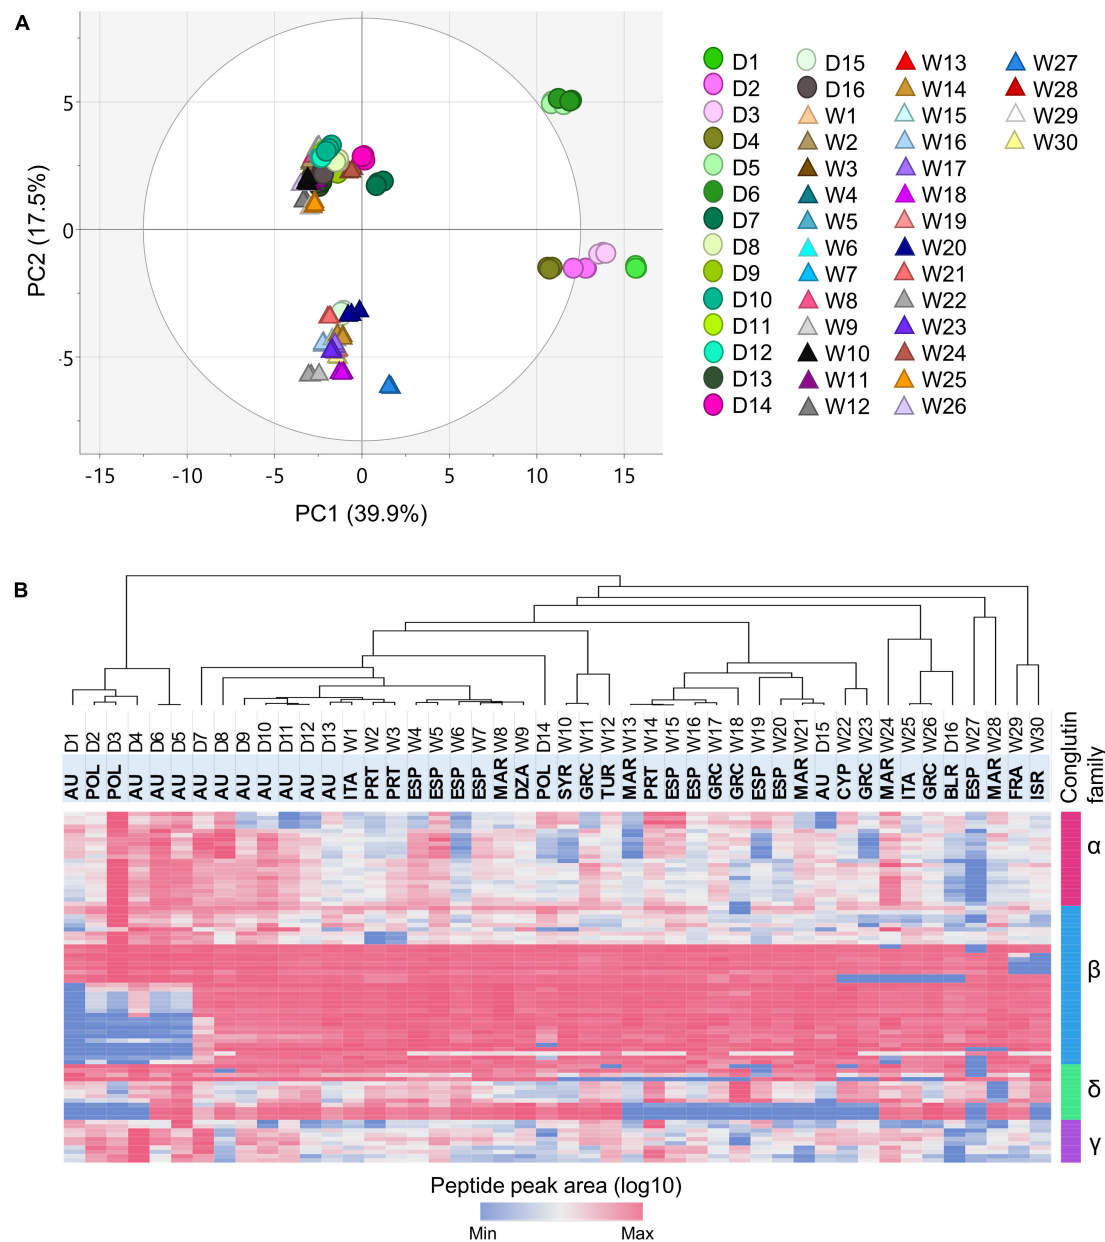 A
5
0
-5
PC2 (17.5%)
-15 -10 -5 0 5 10 15
PC1 (39.9%)
D1 D15 W13 W27
D2 D16 W14 W28
D3 W1 W15 W29
D4 W2 W16 W30
D5 W3 W17
D6 W4 W18
D7 W5 W19
D8 W6 W20
D9 W7 W21
D10 W8 W22
D11 W9 W23
D12 W10 W24
D13 W11 W25
D14 W12 W26
B
D1 D2 D3 D4 D6 D5 D7 D8 D9 D10 D11 D12 D13 W1 W2 W3 W4 W5 W6 W7 W8 W9 D14 W10 W11 W12 W13 W14 W15 W16 W17 W18 W19 W20 W21 D15 W22 W23 W24 W25 W26 D16 W27 W28 W29 W30
AU POL POL AU AU AU AU AU AU AU AU AU AU ITA PRT PRT ESP ESP ESP ESP MAR DZA POL SYR GRC TUR MAR PRT ESP ESP GRC GRC ESP ESP MAR AU CYP GRC MAR ITA GRC BLR ESP MAR FRA ISR
Conglutin
family
α
β
δ
γ
Peptide peak area (log10)
Min Max